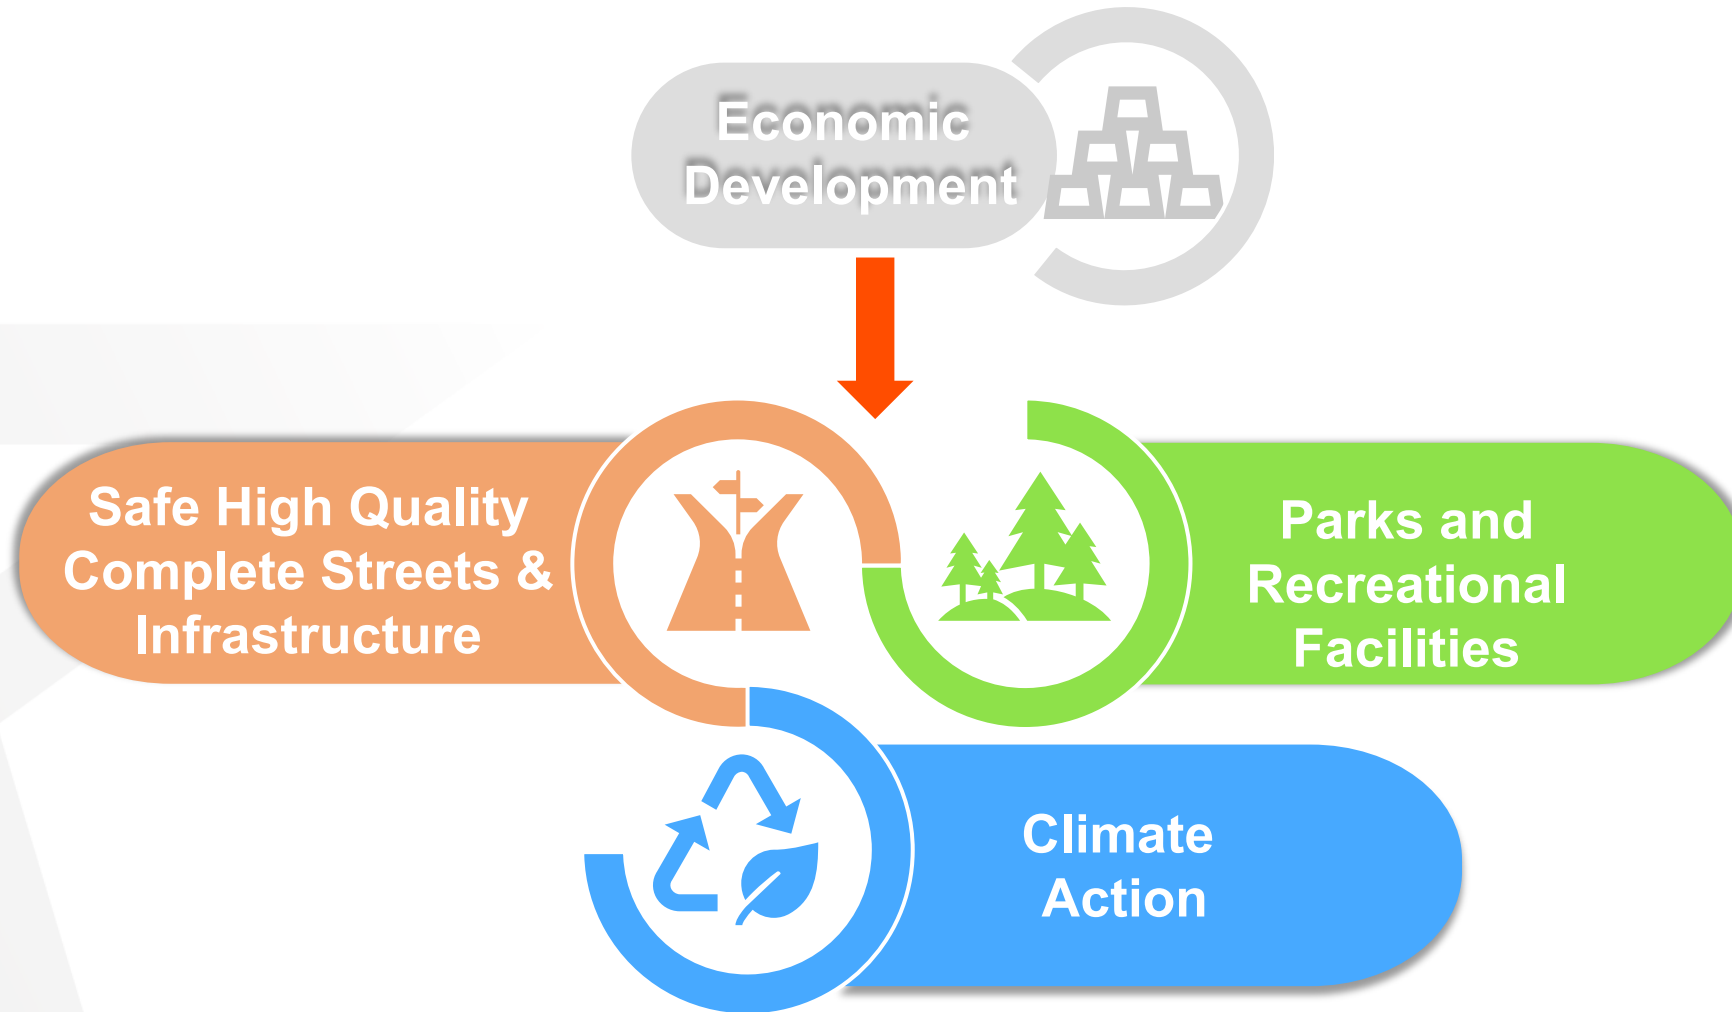 Economic
Development
Safe High Quality
Complete Streets &
Infrastructure
Parks and
Recreational
Facilities
Climate
Action